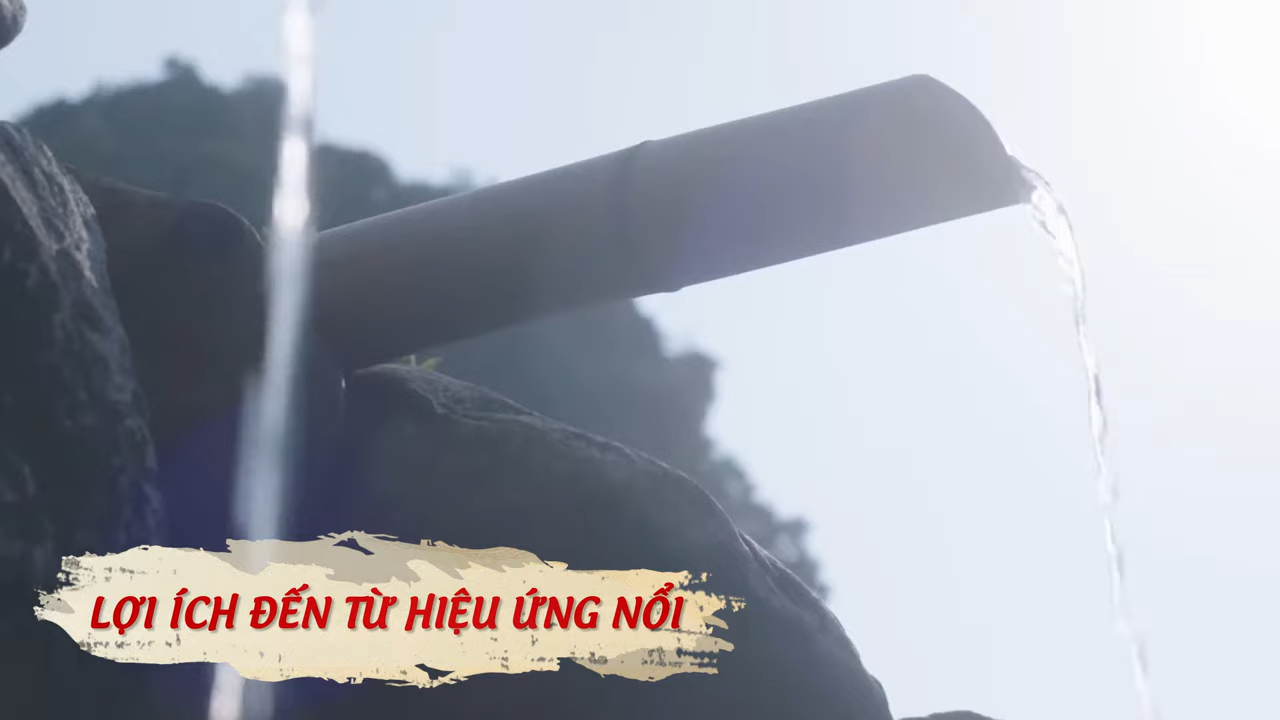 LỢI ÍCH ĐẾN TỪ HIỆU ỨNG NỔI